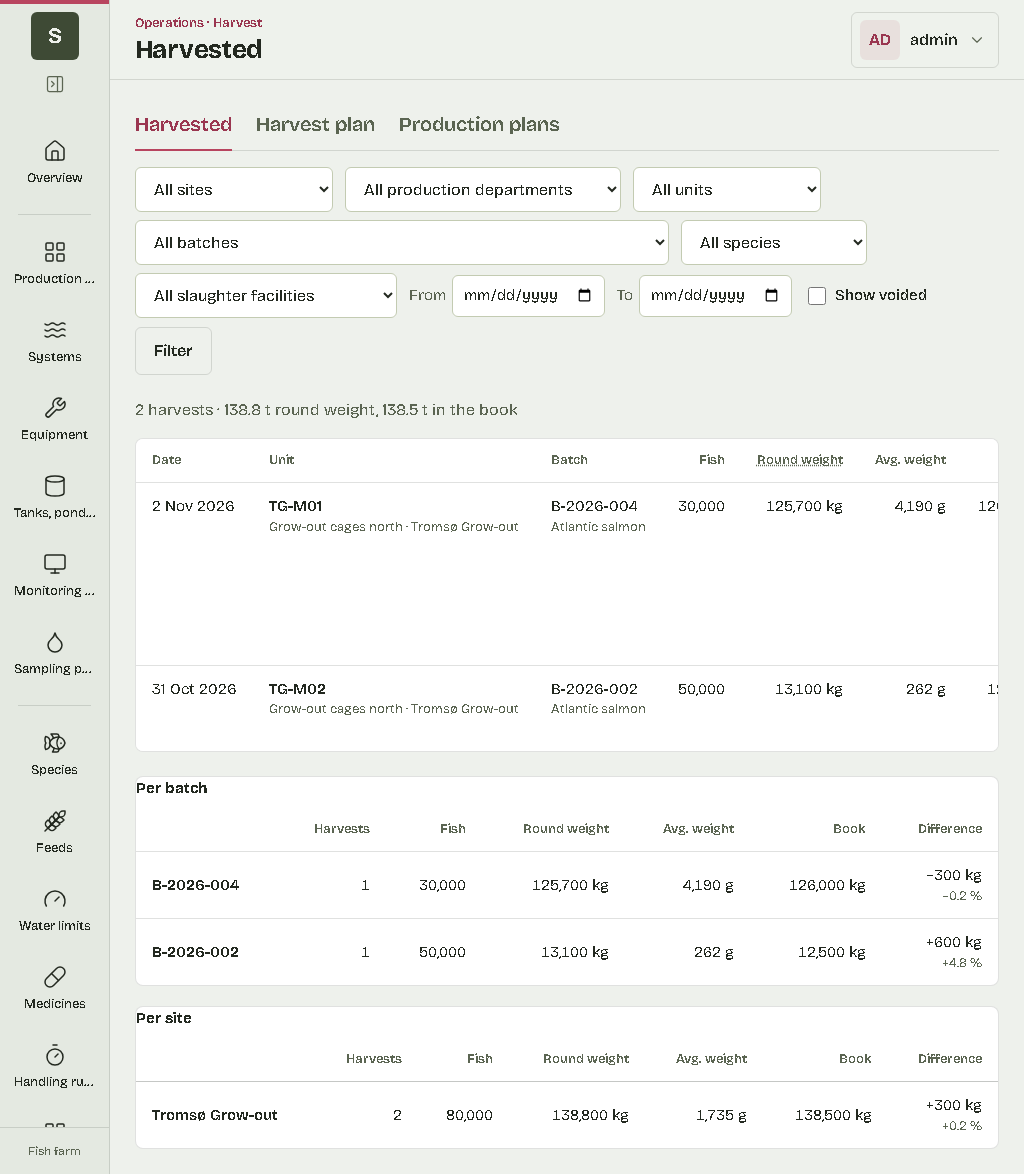 S
Operations · Harvest
Harvested
AD admin
Overview
Production ...
Systems
Equipment
Tanks, pond...
Monitoring ...
Sampling p...
Species
Feeds
Water limits
Medicines
Handling ru...
Fish farm
Harvested Harvest plan Production plans
All sites All production departments All units
All batches All species
All slaughter facilities From mm/dd/yyyy To mm/dd/yyyy Show voided
Filter
2 harvests · 138.8 t round weight, 138.5 t in the book
Date Unit Batch Fish Round weight Avg. weight
2 Nov 2026 TG-M01 B-2026-004 30,000 125,700 kg 4,190 g
Grow-out cages north · Tromsø Grow-out Atlantic salmon
31 Oct 2026 TG-M02 B-2026-002 50,000 13,100 kg 262 g
Grow-out cages north · Tromsø Grow-out Atlantic salmon
Per batch
Harvests Fish Round weight Avg. weight Book Difference
B-2026-004 1 30,000 125,700 kg 4,190 g 126,000 kg −300 kg
−0.2 %
B-2026-002 1 50,000 13,100 kg 262 g 12,500 kg +600 kg
+4.8 %
Per site
Harvests Fish Round weight Avg. weight Book Difference
Tromsø Grow-out 2 80,000 138,800 kg 1,735 g 138,500 kg +300 kg
+0.2 %